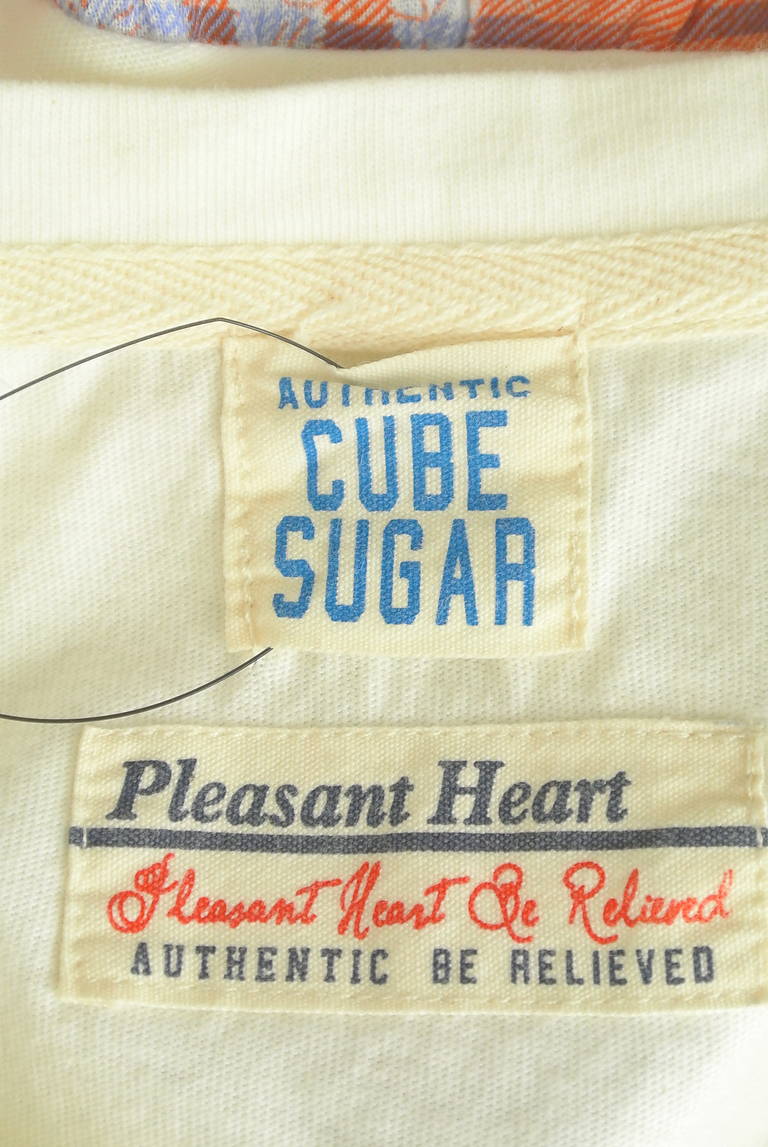 AUTHENTIC
CUBE
SUGAR
Pleasant Heart
Pleasant Heart Be Relieved
AUTHENTIC BE RELIEVED